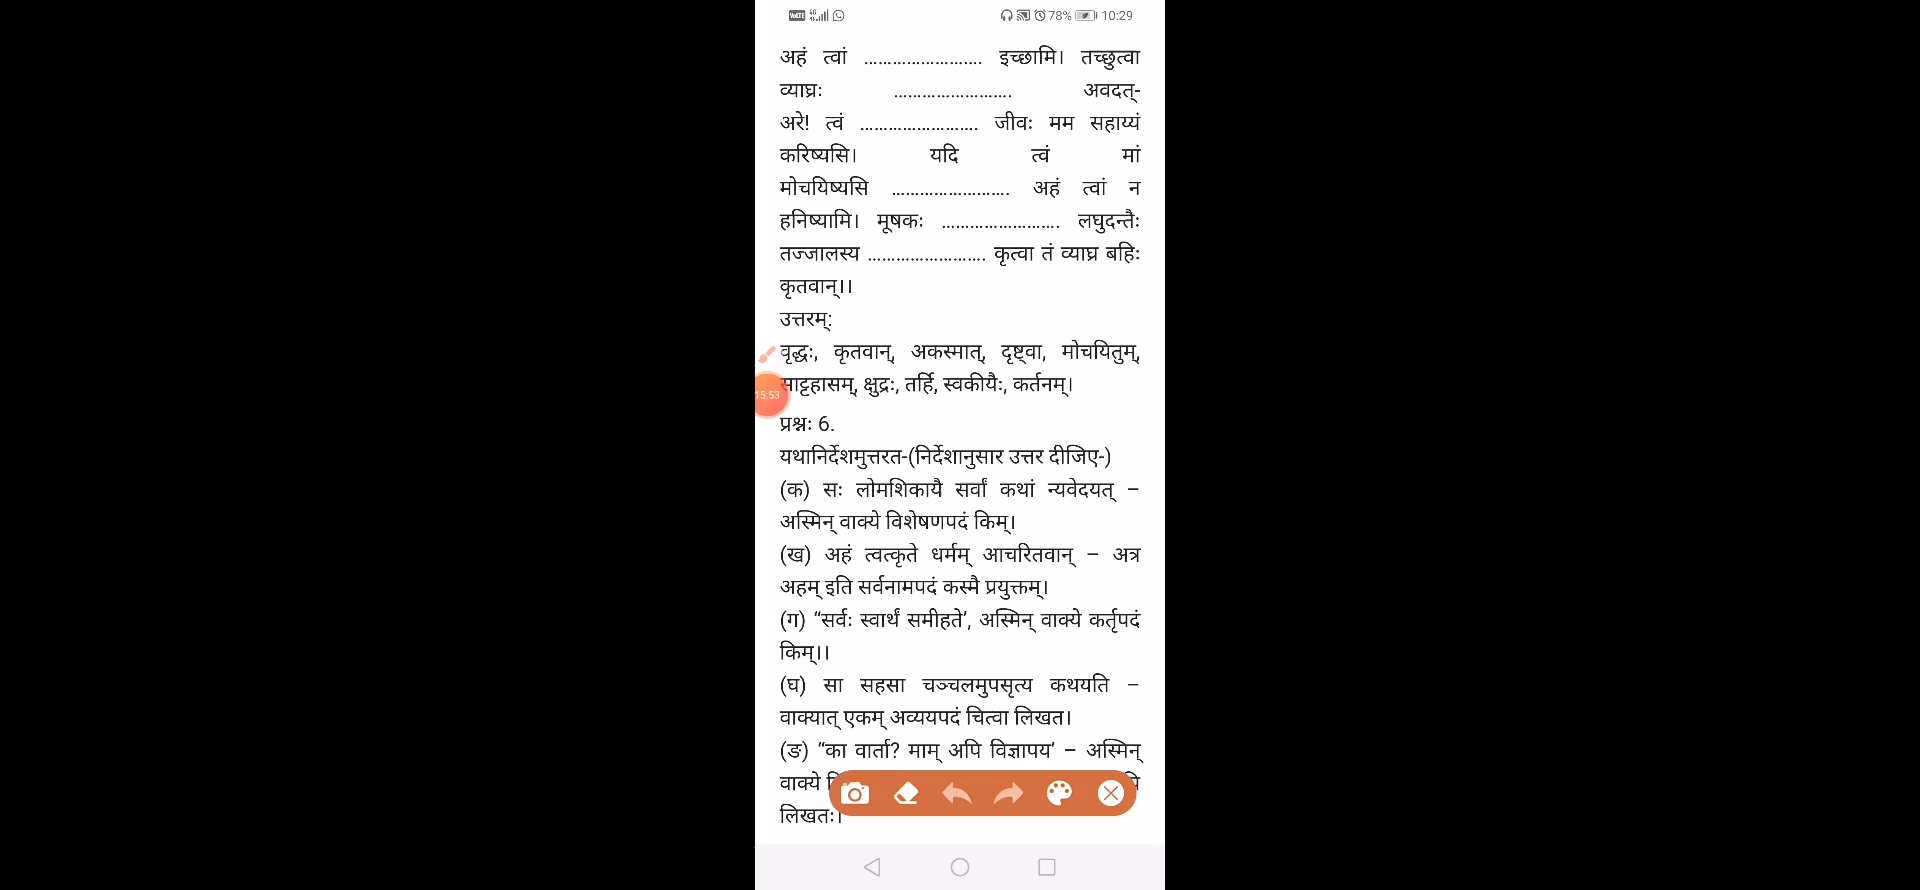 VoLTE 4G 78% 10:29
अहं त्वां ......................... इच्छामि। तच्छुत्वा
व्याघ्रः ......................... अवदत्-
अरे! त्वं ......................... जीवः मम सहाय्यं
करिष्यसि। यदि त्वं मां
मोचयिष्यसि ......................... अहं त्वां न
हनिष्यामि। मूषकः ......................... लघुदन्तैः
तज्जालस्य ......................... कृत्वा तं व्याघ्र बहिः
कृतवान्।।
उत्तरम्:
वृद्धः, कृतवान्, अकस्मात्, दृष्ट्वा, मोचयितुम्,
साट्टहासम्, क्षुद्रः, तर्हि, स्वकीयैः, कर्तनम्।
15:53
प्रश्नः 6.
यथानिर्देशमुत्तरत-(निर्देशानुसार उत्तर दीजिए-)
(क) सः लोमशिकायै सर्वां कथां न्यवेदयत् –
अस्मिन् वाक्ये विशेषणपदं किम्।
(ख) अहं त्वत्कृते धर्मम् आचरितवान् – अत्र
अहम् इति सर्वनामपदं कस्मै प्रयुक्तम्।
(ग) “सर्वः स्वार्थं समीहते’, अस्मिन् वाक्ये कर्तृपदं
किम्।।
(घ) सा सहसा चञ्चलमुपसृत्य कथयति –
वाक्यात् एकम् अव्ययपदं चित्वा लिखत।
(ङ) “का वार्ता? माम् अपि विज्ञापय’ – अस्मिन्
वाक्ये
लिखतः।